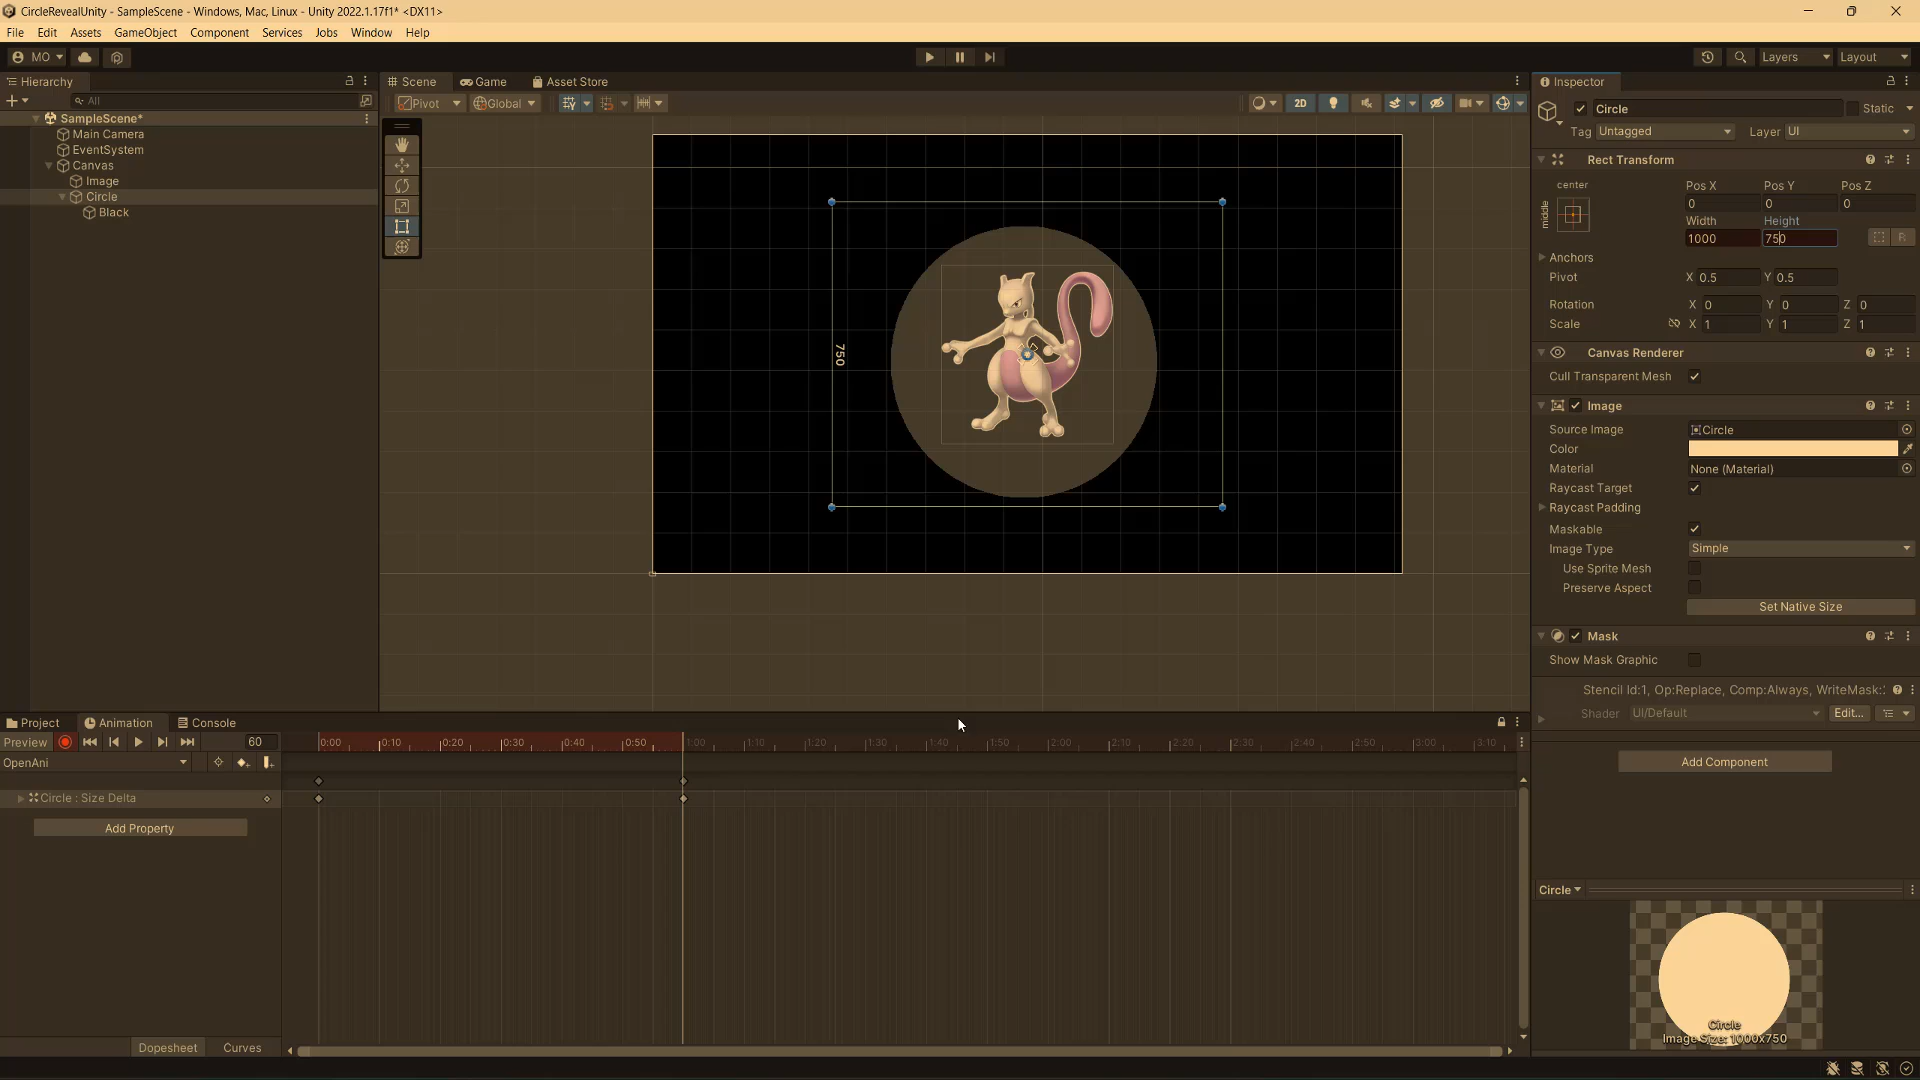 CircleRevealUnity - SampleScene - Windows, Mac, Linux - Unity 2022.1.17f1* <DX11>
File Edit Assets GameObject Component Services Jobs Window Help
MO Layers Layout
Hierarchy
All
SampleScene*
Main Camera
EventSystem
Canvas
Image
Circle
Black
Scene Game Asset Store
Pivot Global 2D
750
Inspector
Circle Static
Tag Untagged Layer UI
Rect Transform
center
middle
Pos X Pos Y Pos Z
0 0 0
Width Height
1000 750 R
Anchors
Pivot X 0.5 Y 0.5
Rotation X 0 Y 0 Z 0
Scale X 1 Y 1 Z 1
Canvas Renderer
Cull Transparent Mesh
Image
Source Image Circle
Color
Material None (Material)
Raycast Target
Raycast Padding
Maskable
Image Type Simple
Use Sprite Mesh
Preserve Aspect
Set Native Size
Mask
Show Mask Graphic
Stencil Id:1, Op:Replace, Comp:Always, WriteMask:
Shader UI/Default Edit...
Add Component
Circle
Circle
Image Size: 1000x750
Project Animation Console
Preview 60
0:00 0:10 0:20 0:30 0:40 0:50 1:00 1:10 1:20 1:30 1:40 1:50 2:00 2:10 2:20 2:30 2:40 2:50 3:00 3:10
OpenAni
Circle : Size Delta
Add Property
Dopesheet Curves